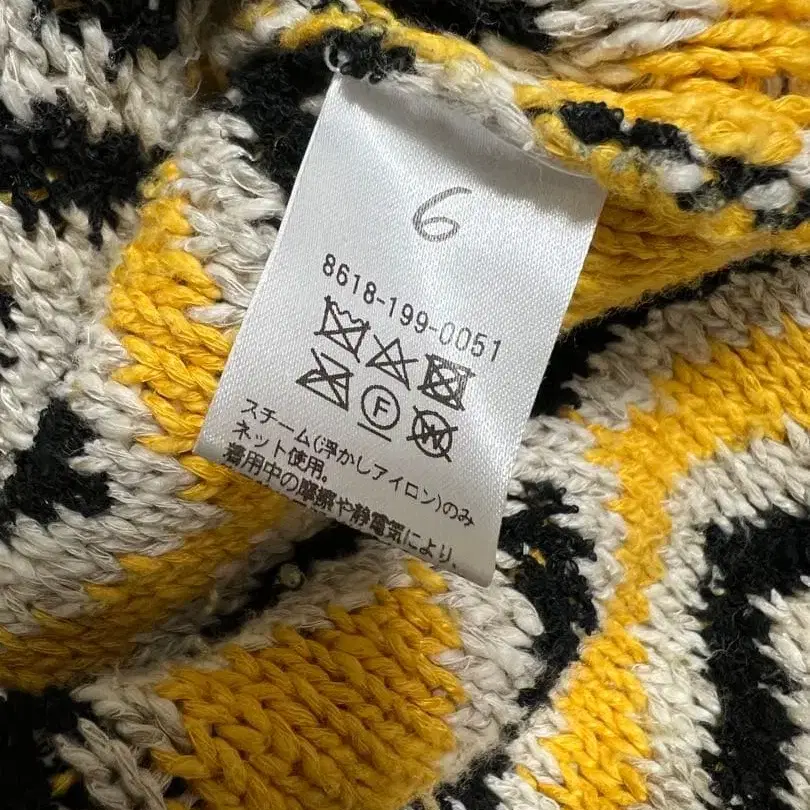 6
8618-199-0051
F
W
スチーム(浮かしアイロン)のみ
ネット使用。
着用中の摩擦や静電気により、